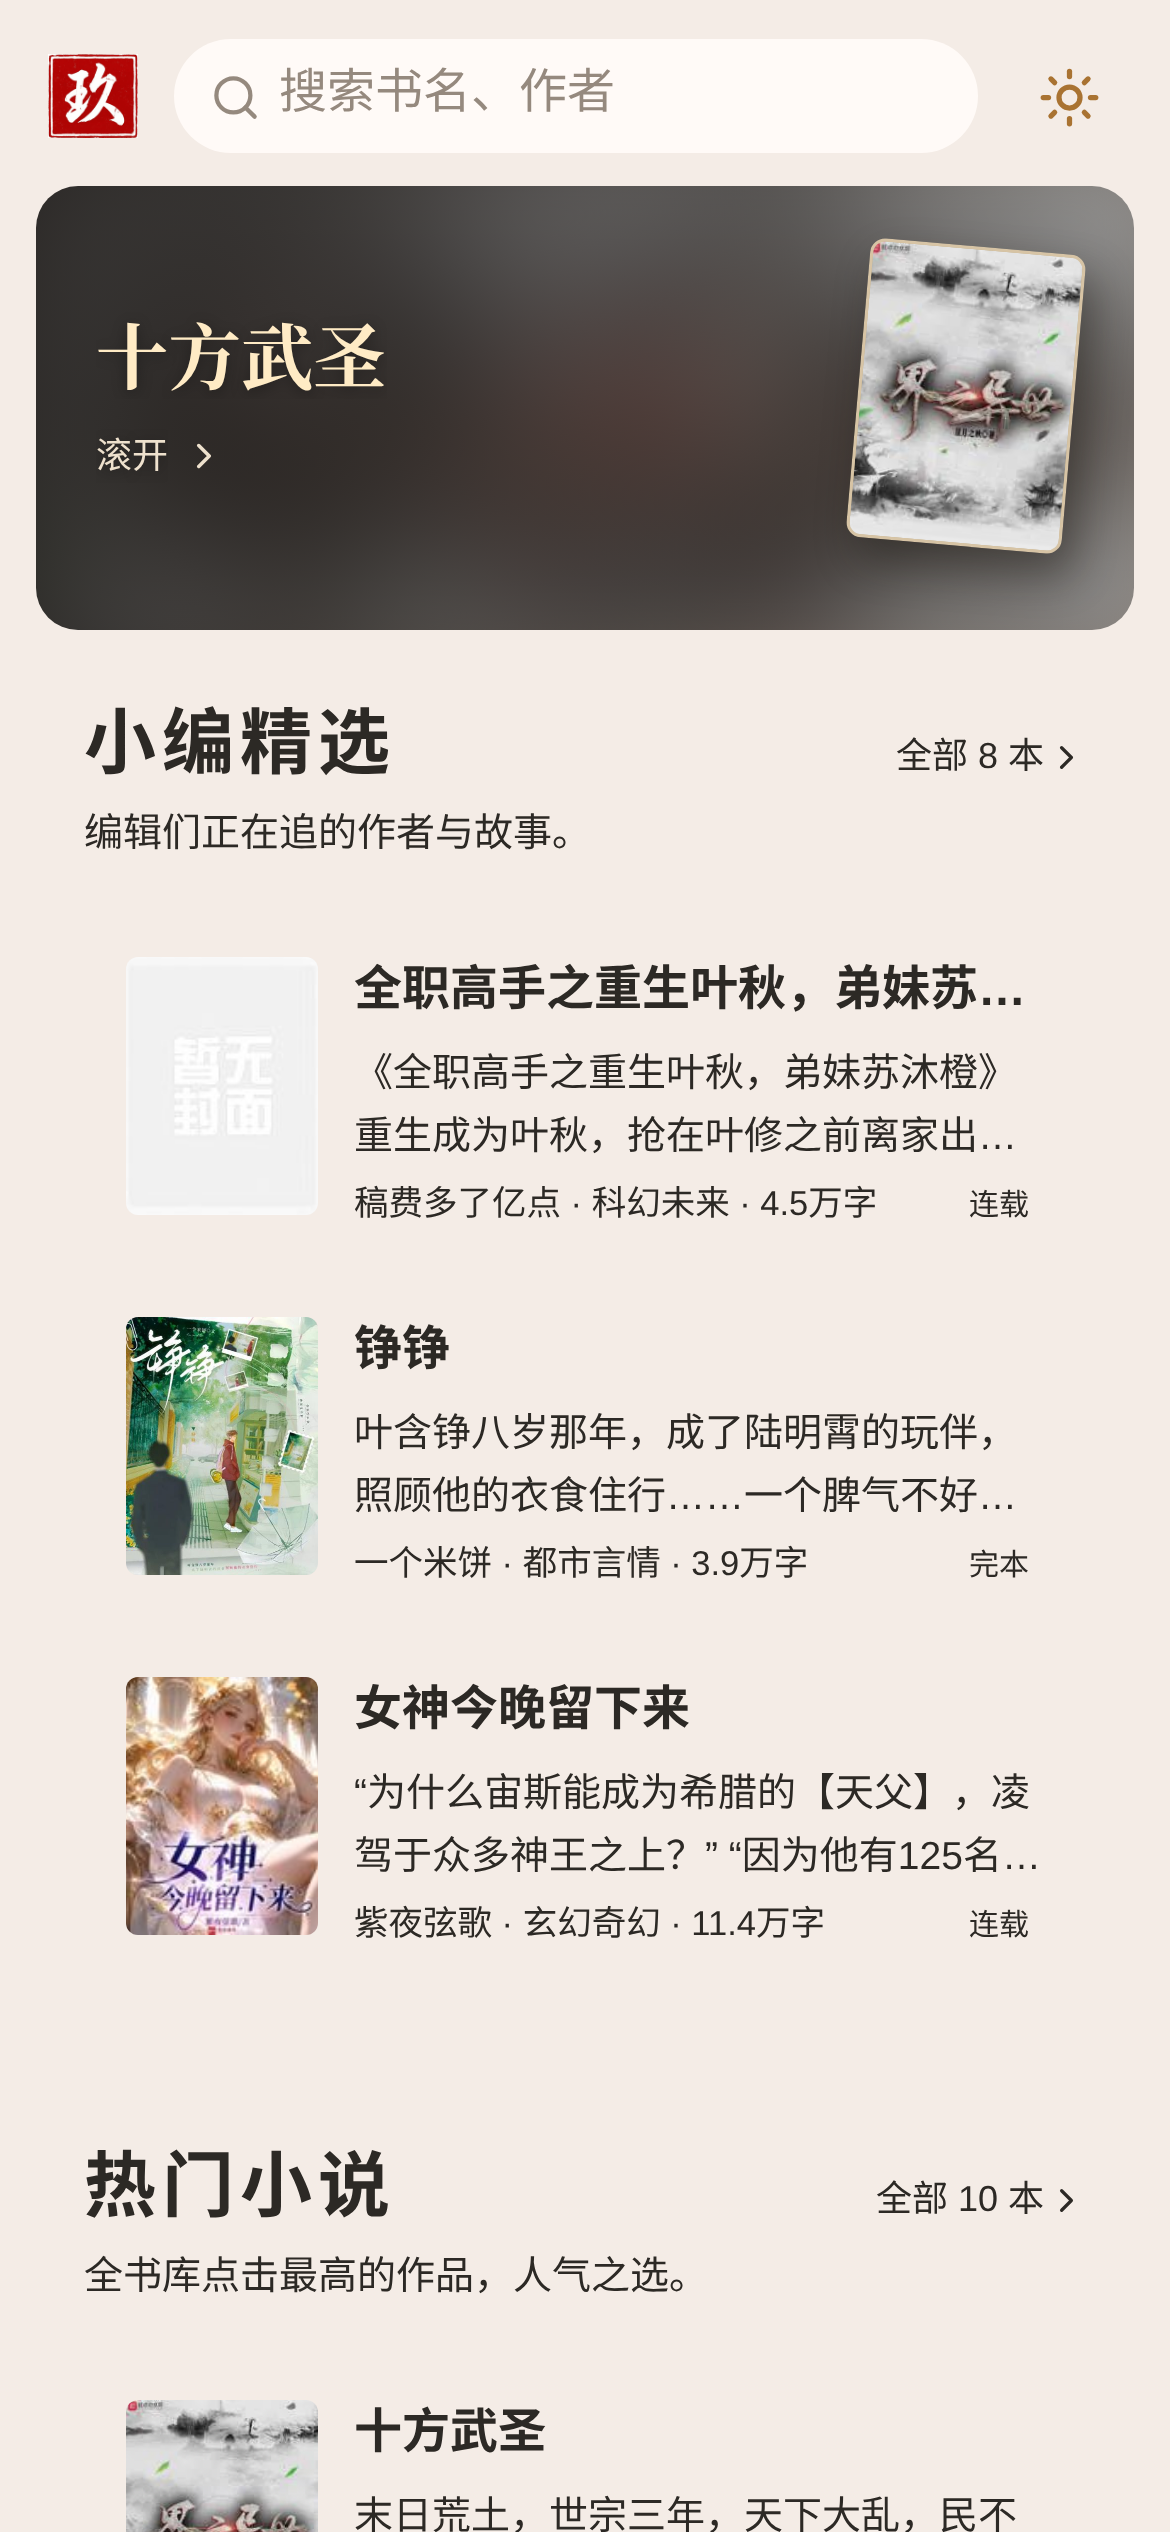 玖
搜索书名、作者
十方武圣
滚开
界之异世
小编精选
全部 8 本
编辑们正在追的作者与故事。
暂无
封面
全职高手之重生叶秋，弟妹苏…
《全职高手之重生叶秋，弟妹苏沐橙》
重生成为叶秋，抢在叶修之前离家出…
稿费多了亿点 · 科幻未来 · 4.5万字
连载
铮铮
铮铮
叶含铮八岁那年，成了陆明霄的玩伴，
照顾他的衣食住行……一个脾气不好…
一个米饼 · 都市言情 · 3.9万字
完本
女神
今晚留下来
女神今晚留下来
“为什么宙斯能成为希腊的【天父】，凌
驾于众多神王之上？” “因为他有125名…
紫夜弦歌 · 玄幻奇幻 · 11.4万字
连载
热门小说
全部 10 本
全书库点击最高的作品，人气之选。
界之异世
十方武圣
末日荒土，世宗三年，天下大乱，民不